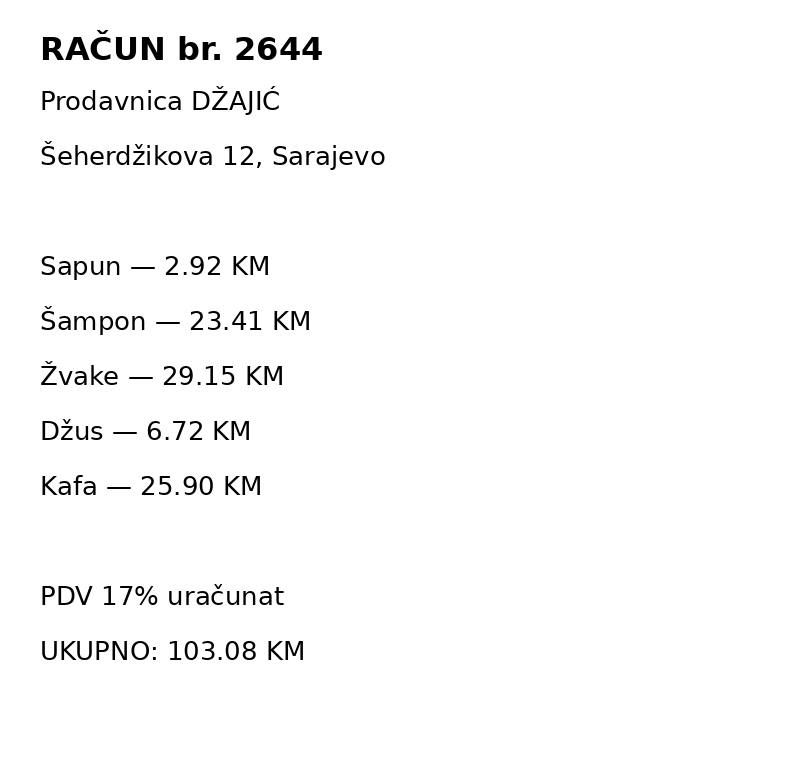 RAČUN br. 2644
Prodavnica DŽAJIĆ
Šeherdžikova 12, Sarajevo
Sapun — 2.92 KM
Šampon — 23.41 KM
Žvake — 29.15 KM
Džus — 6.72 KM
Kafa — 25.90 KM
PDV 17% uračunat
UKUPNO: 103.08 KM